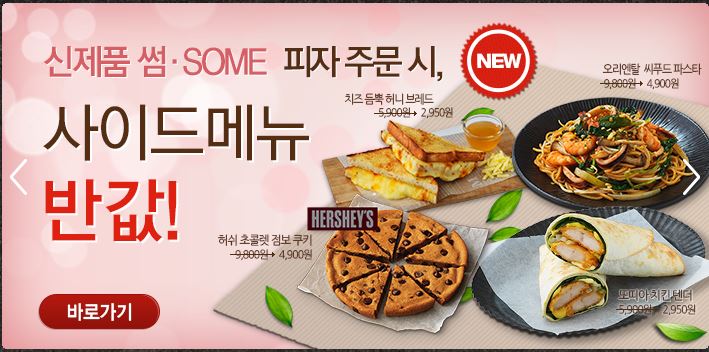 신제품 썸·SOME 피자 주문 시,
NEW
사이드메뉴
반값!
바로가기
치즈 듬뿍 허니 브레드
5,900원→ 2,950원
오리엔탈 씨푸드 파스타
9,800원→ 4,900원
HERSHEY'S
허쉬 초콜렛 점보 쿠키
9,800원→ 4,900원
또띠아 치킨 텐더
5,900원→ 2,950원